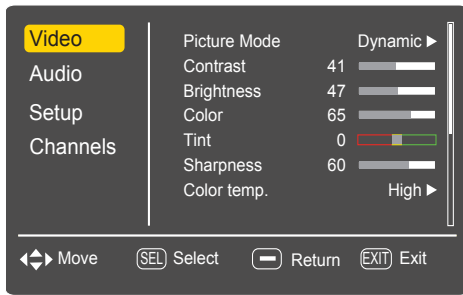 Video
Audio
Setup
Channels
Picture Mode Dynamic
Contrast 41
Brightness 47
Color 65
Tint 0
Sharpness 60
Color temp. High
Move SEL Select Return EXIT Exit